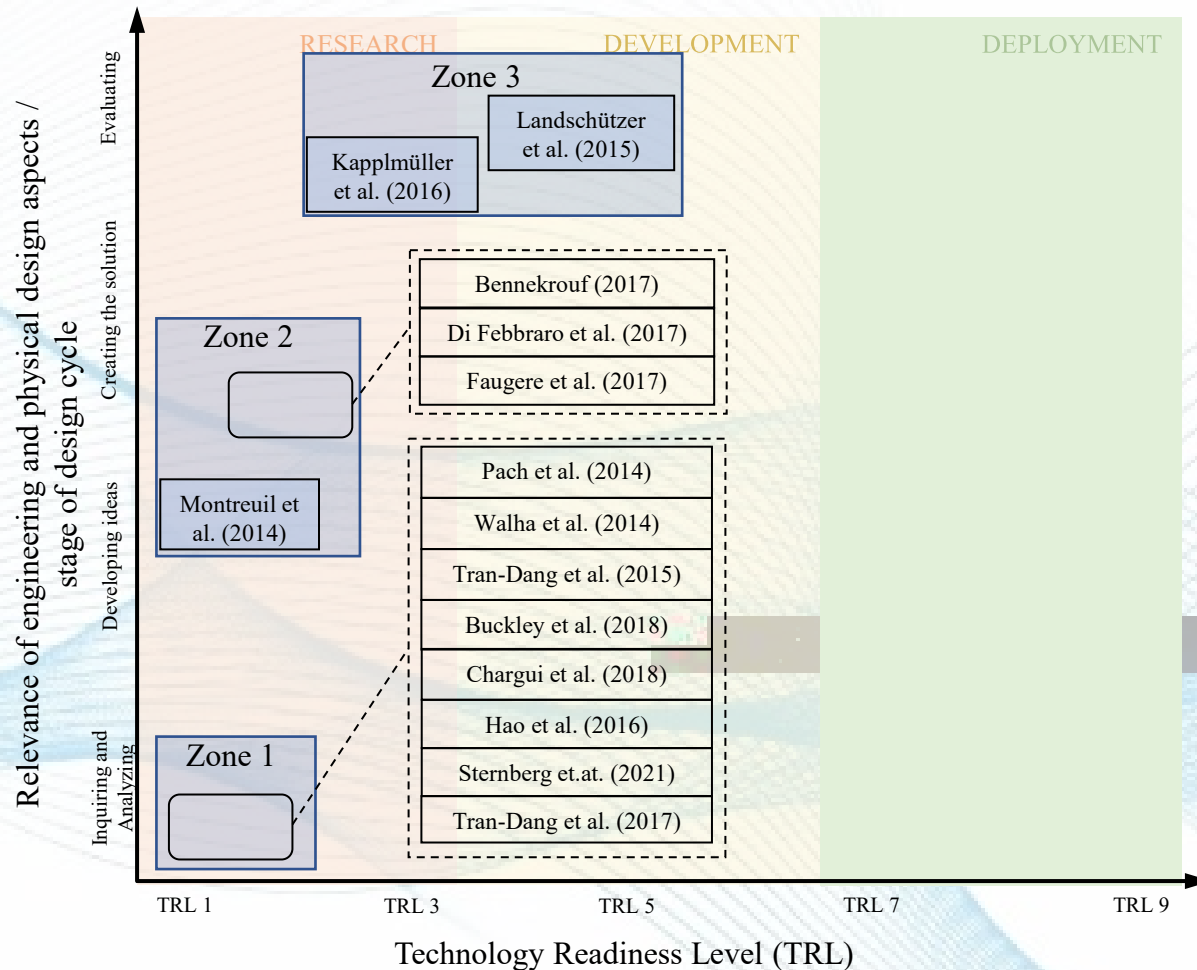 RESEARCH
DEVELOPMENT
DEPLOYMENT
Zone 3
Landschützer
et al. (2015)
Kapplmüller
et al. (2016)
Bennekrouf (2017)
Di Febbraro et al. (2017)
Faugere et al. (2017)
Zone 2
Montreuil et
al. (2014)
Pach et al. (2014)
Walha et al. (2014)
Tran-Dang et al. (2015)
Buckley et al. (2018)
Chargui et al. (2018)
Hao et al. (2016)
Sternberg et.at. (2021)
Tran-Dang et al. (2017)
Zone 1
Relevance of engineering and physical design aspects /
stage of design cycle
Evaluating
Creating the solution
Developing ideas
Inquiring and
Analyzing
TRL 1
TRL 3
TRL 5
TRL 7
TRL 9
Technology Readiness Level (TRL)